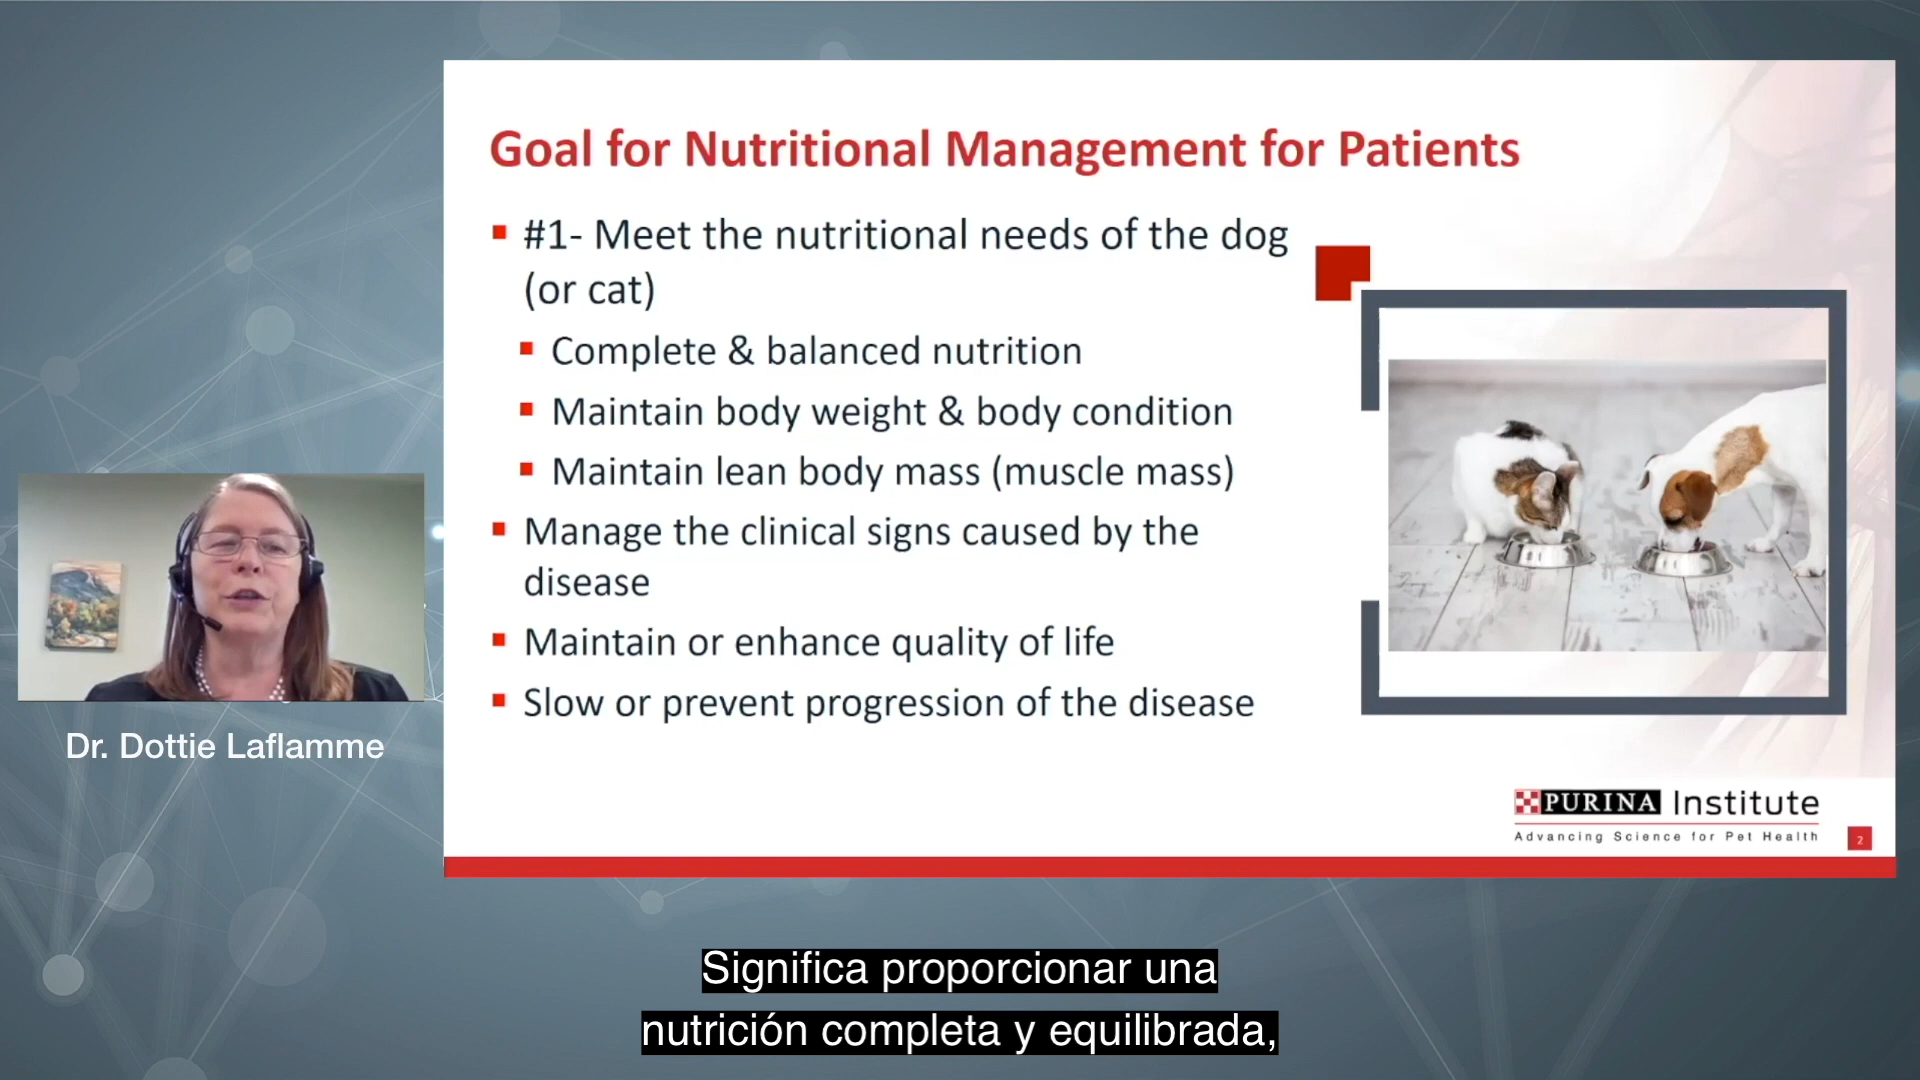 Goal for Nutritional Management for Patients
#1- Meet the nutritional needs of the dog
(or cat)
Complete & balanced nutrition
Maintain body weight & body condition
Maintain lean body mass (muscle mass)
Manage the clinical signs caused by the
disease
Maintain or enhance quality of life
Slow or prevent progression of the disease
Dr. Dottie Laflamme
PURINA Institute
Advancing Science for Pet Health
2
Significa proporcionar una
nutrición completa y equilibrada,